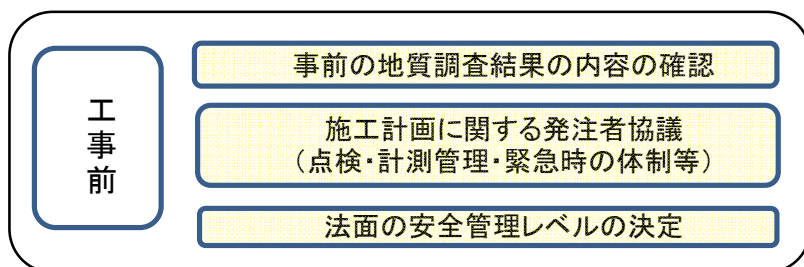 工事前
事前の地質調査結果の内容の確認
施工計画に関する発注者協議
（点検・計測管理・緊急時の体制等）
法面の安全管理レベルの決定